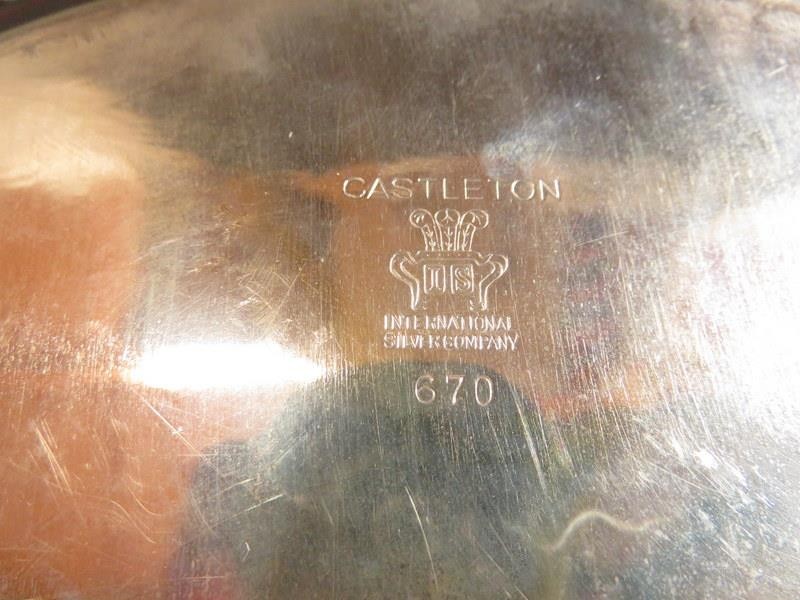 CASTLETON
IS
INTERNATIONAL
SILVER COMPANY
670